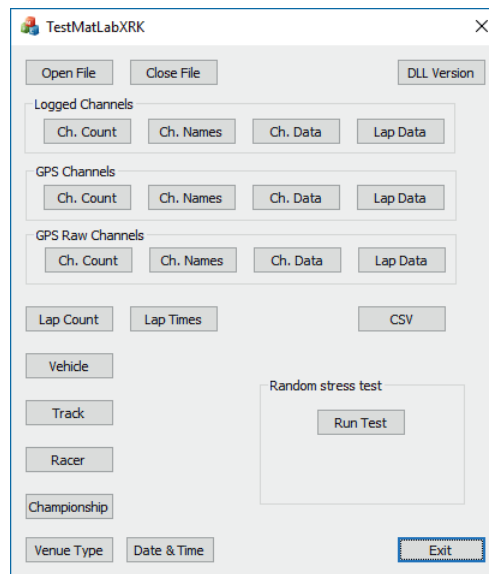 TestMatLabXRK
Open File Close File DLL Version
Logged Channels
Ch. Count Ch. Names Ch. Data Lap Data
GPS Channels
Ch. Count Ch. Names Ch. Data Lap Data
GPS Raw Channels
Ch. Count Ch. Names Ch. Data Lap Data
Lap Count Lap Times CSV
Vehicle
Random stress test
Track
Run Test
Racer
Championship
Venue Type Date & Time Exit